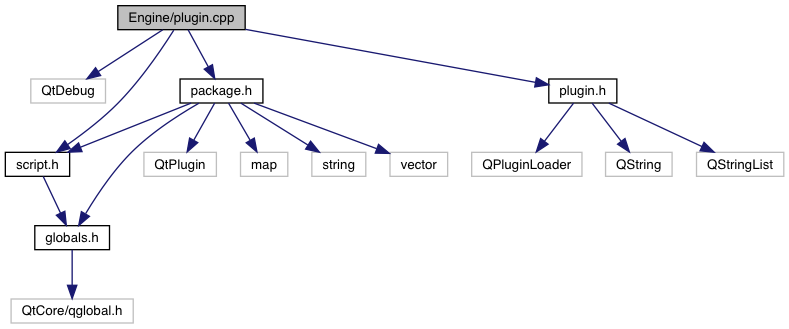 Engine/plugin.cpp
QtDebug
package.h
plugin.h
script.h
QtPlugin
map
string
vector
QPluginLoader
QString
QStringList
globals.h
QtCore/qglobal.h